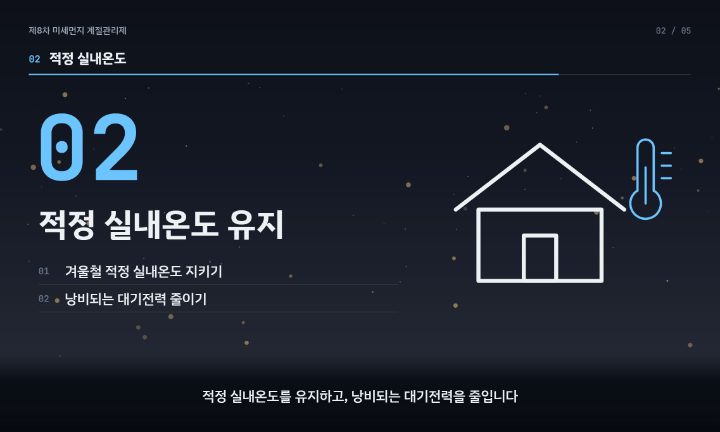 제8차 미세먼지 계절관리제
02 / 05
02 적정 실내온도
02
적정 실내온도 유지
01 겨울철 적정 실내온도 지키기
02 낭비되는 대기전력 줄이기
적정 실내온도를 유지하고, 낭비되는 대기전력을 줄입니다